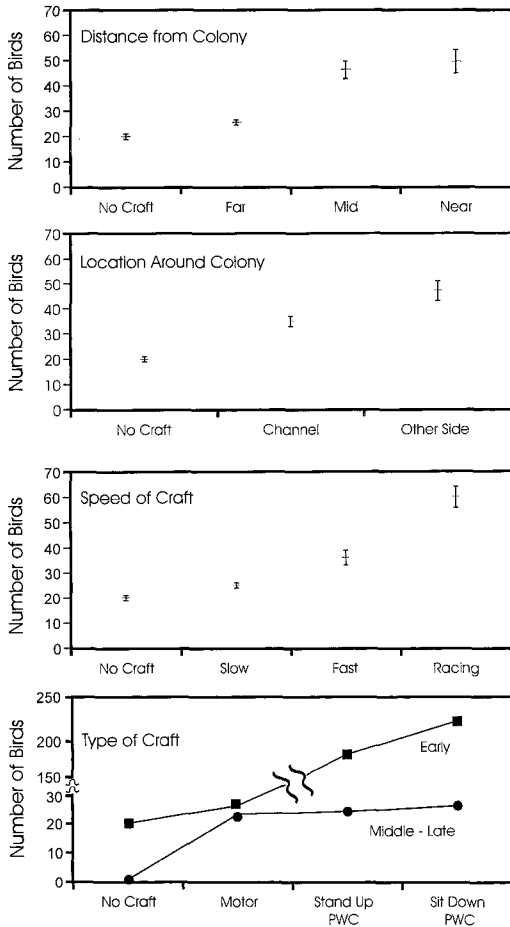 Number of Birds
70
60
50
40
30
20
10
0
Distance from Colony
No Craft Far Mid Near
Number of Birds
70
60
50
40
30
20
10
0
Location Around Colony
No Craft Channel Other Side
Number of Birds
70
60
50
40
30
20
10
0
Speed of Craft
No Craft Slow Fast Racing
Number of Birds
250
200
150
30
20
10
0
Type of Craft
Early
Middle - Late
No Craft Motor Stand Up Sit Down
PWC PWC